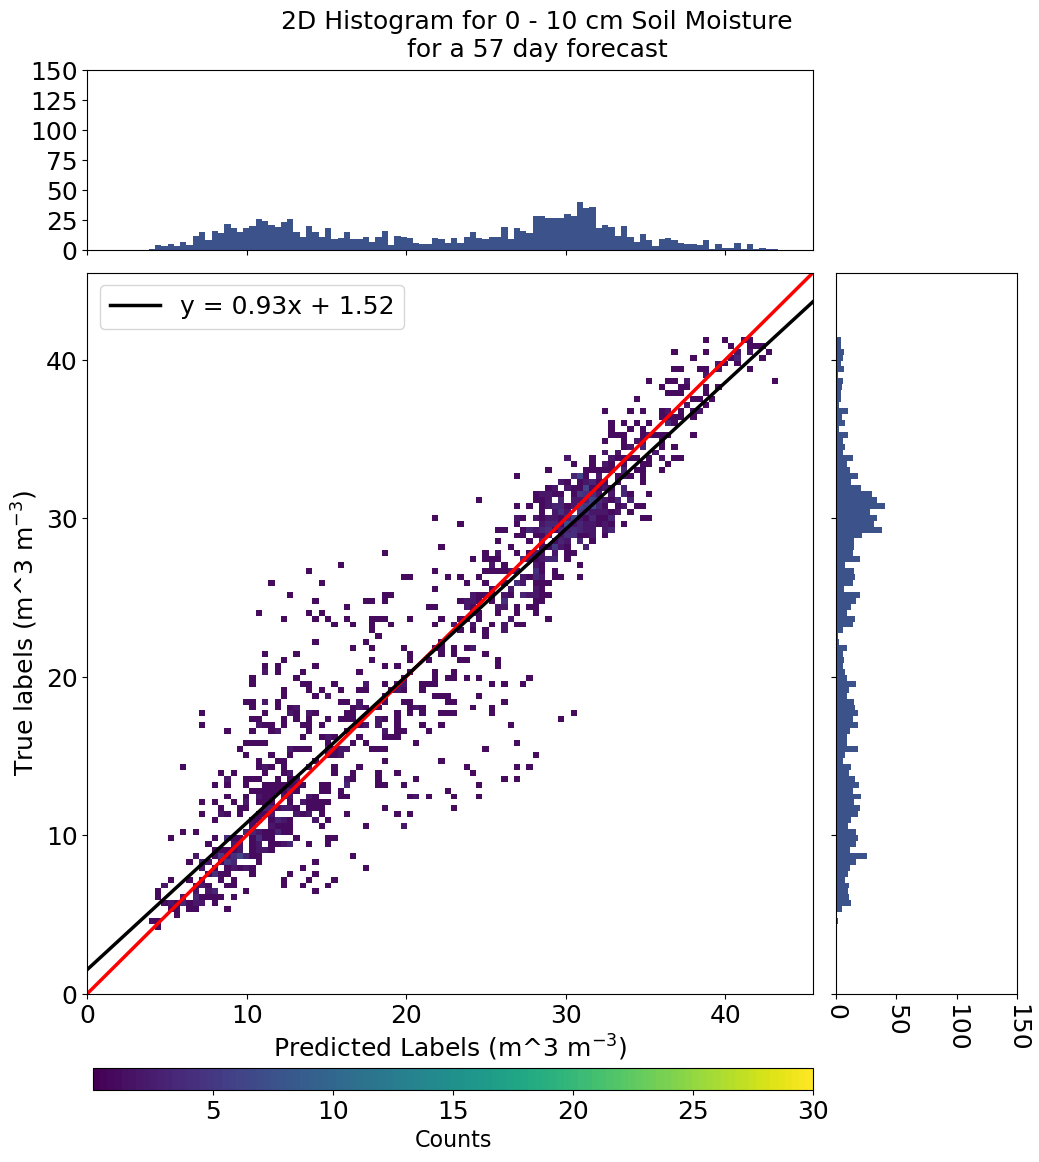 2D Histogram for 0 - 10 cm Soil Moisture
for a 57 day forecast
150
125
100
75
50
25
0
y = 0.93x + 1.52
True labels (m^3 m⁻³)
40
30
20
10
0
0 10 20 30 40
Predicted Labels (m^3 m⁻³)
0 50 100 150
5 10 15 20 25 30
Counts